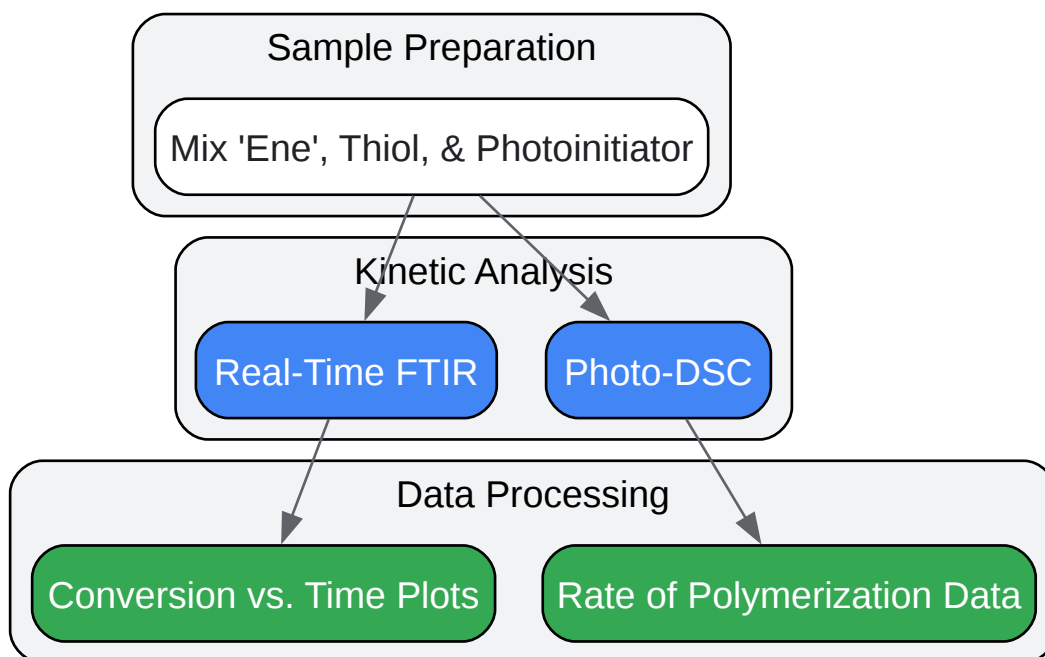 Sample Preparation
Mix 'Ene', Thiol, & Photoinitiator
Kinetic Analysis
Real-Time FTIR
Photo-DSC
Data Processing
Conversion vs. Time Plots
Rate of Polymerization Data